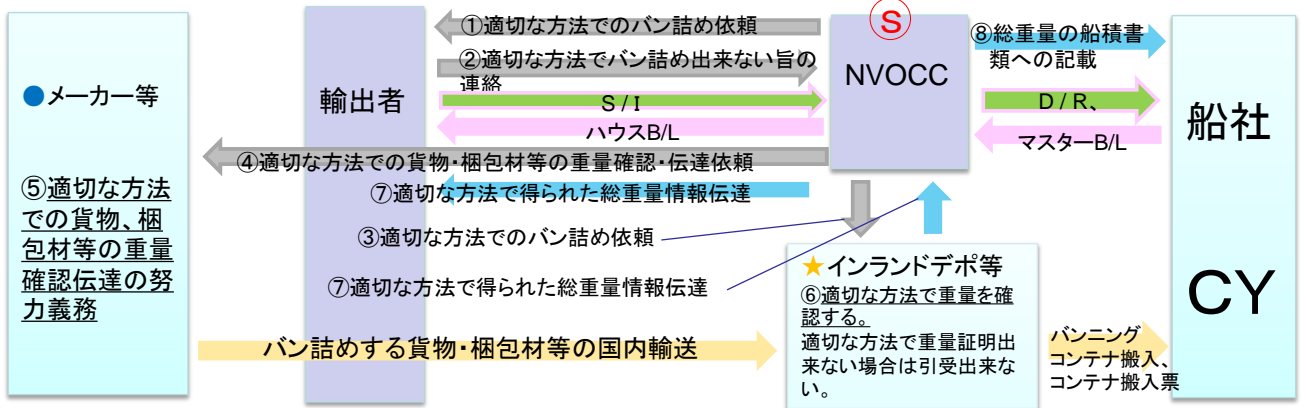 ●メーカー等
⑤適切な方法
での貨物、梱
包材等の重量
確認伝達の努
力義務
輸出者
①適切な方法でのバン詰め依頼
②適切な方法でバン詰め出来ない旨の
連絡
S / I
ハウスB/L
④適切な方法での貨物・梱包材等の重量確認・伝達依頼
⑦適切な方法で得られた総重量情報伝達
③適切な方法でのバン詰め依頼
⑦適切な方法で得られた総重量情報伝達
バン詰めする貨物・梱包材等の国内輸送
S
NVOCC
⑧総重量の船積書
類への記載
D / R、
マスターB/L
★インランドデポ等
⑥適切な方法で重量を確
認する。
適切な方法で重量証明出
来ない場合は引受出来な
い。
バンニング
コンテナ搬入、
コンテナ搬入票
船社
CY